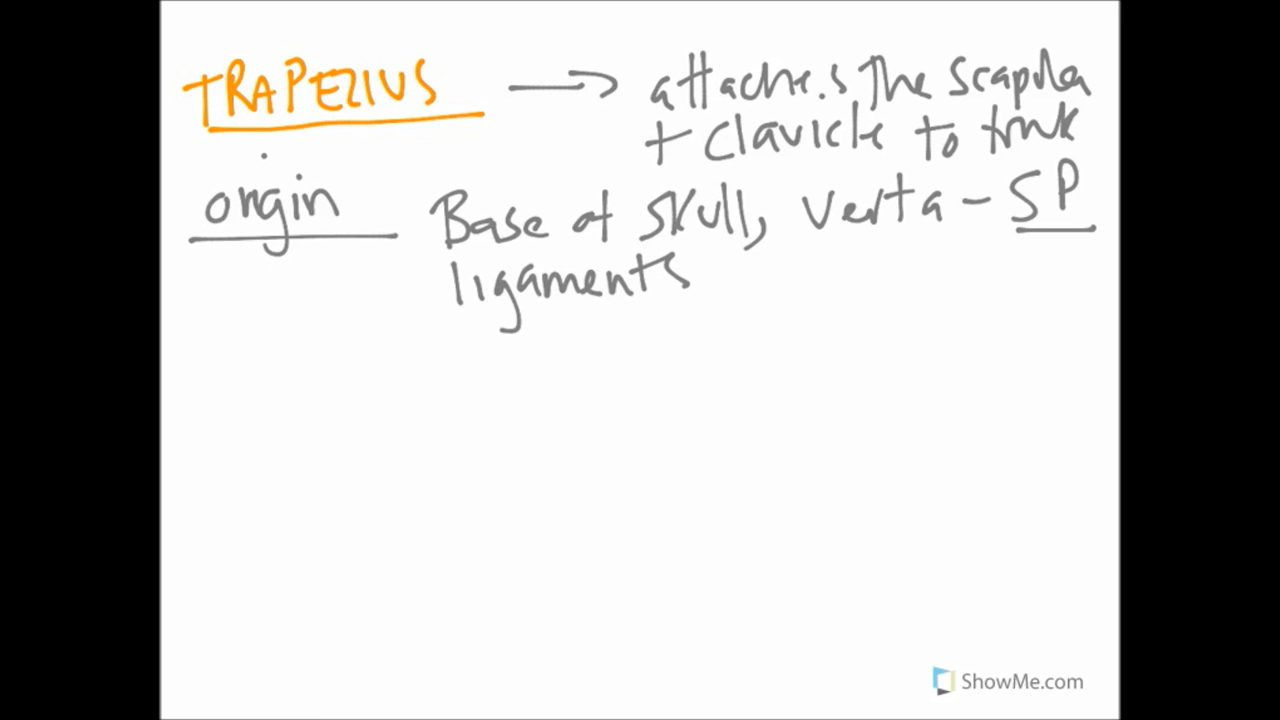 TRAPEZIUS → attaches the scapula
+ clavicle to trunk
origin Base of skull, verta - SP
ligaments
ShowMe.com